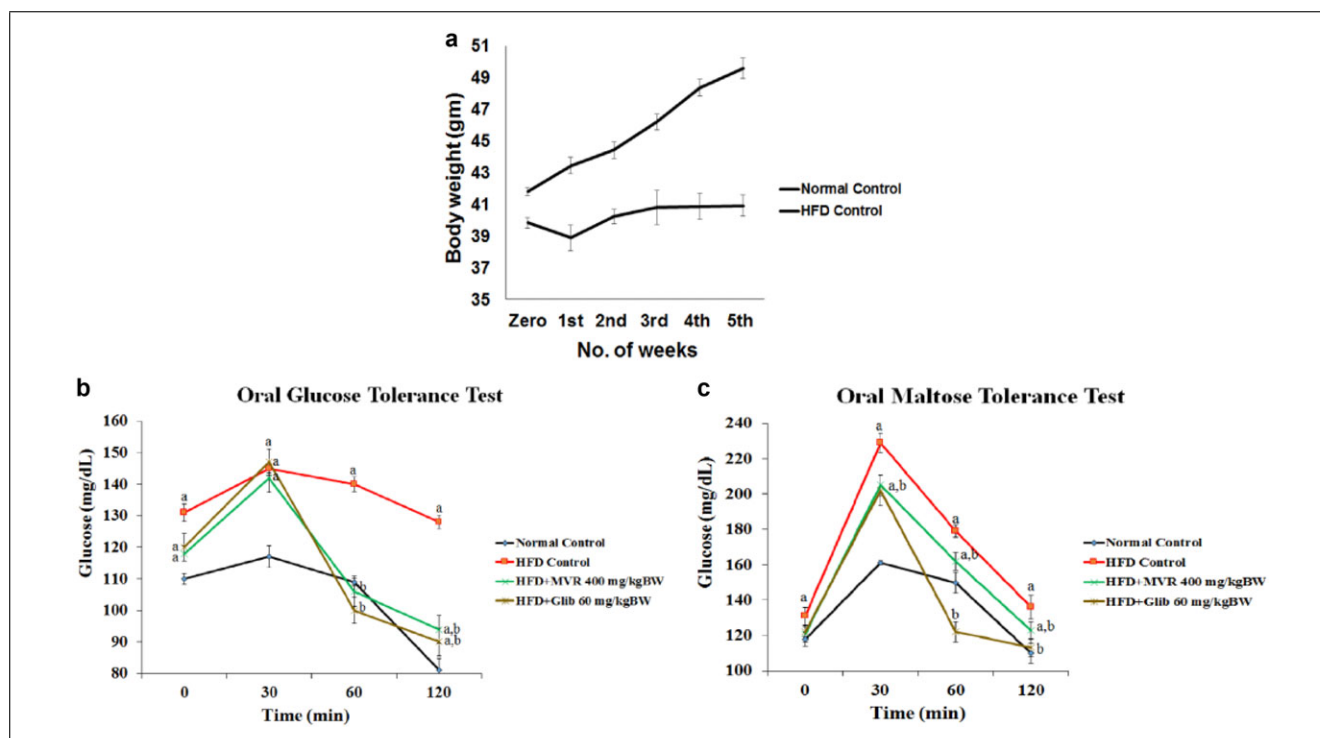 a
51
49
47
45
43
41
39
37
35
Body weight (gm)
Zero 1st 2nd 3rd 4th 5th
No. of weeks
Normal Control
HFD Control
b
Oral Glucose Tolerance Test
160
150
140
130
120
110
100
90
80
Glucose (mg/dL)
a
a
a
a
a
a
a
a
b
b
a,b
a,b
0 30 60 120
Time (min)
Normal Control
HFD Control
HFD+MVR 400 mg/kgBW
HFD+Glib 60 mg/kgBW
c
Oral Maltose Tolerance Test
240
220
200
180
160
140
120
100
Glucose (mg/dL)
a
a
a,b
a
a,b
b
a
a,b
b
0 30 60 120
Time (min)
Normal Control
HFD Control
HFD+MVR 400 mg/kgBW
HFD+Glib 60 mg/kgBW